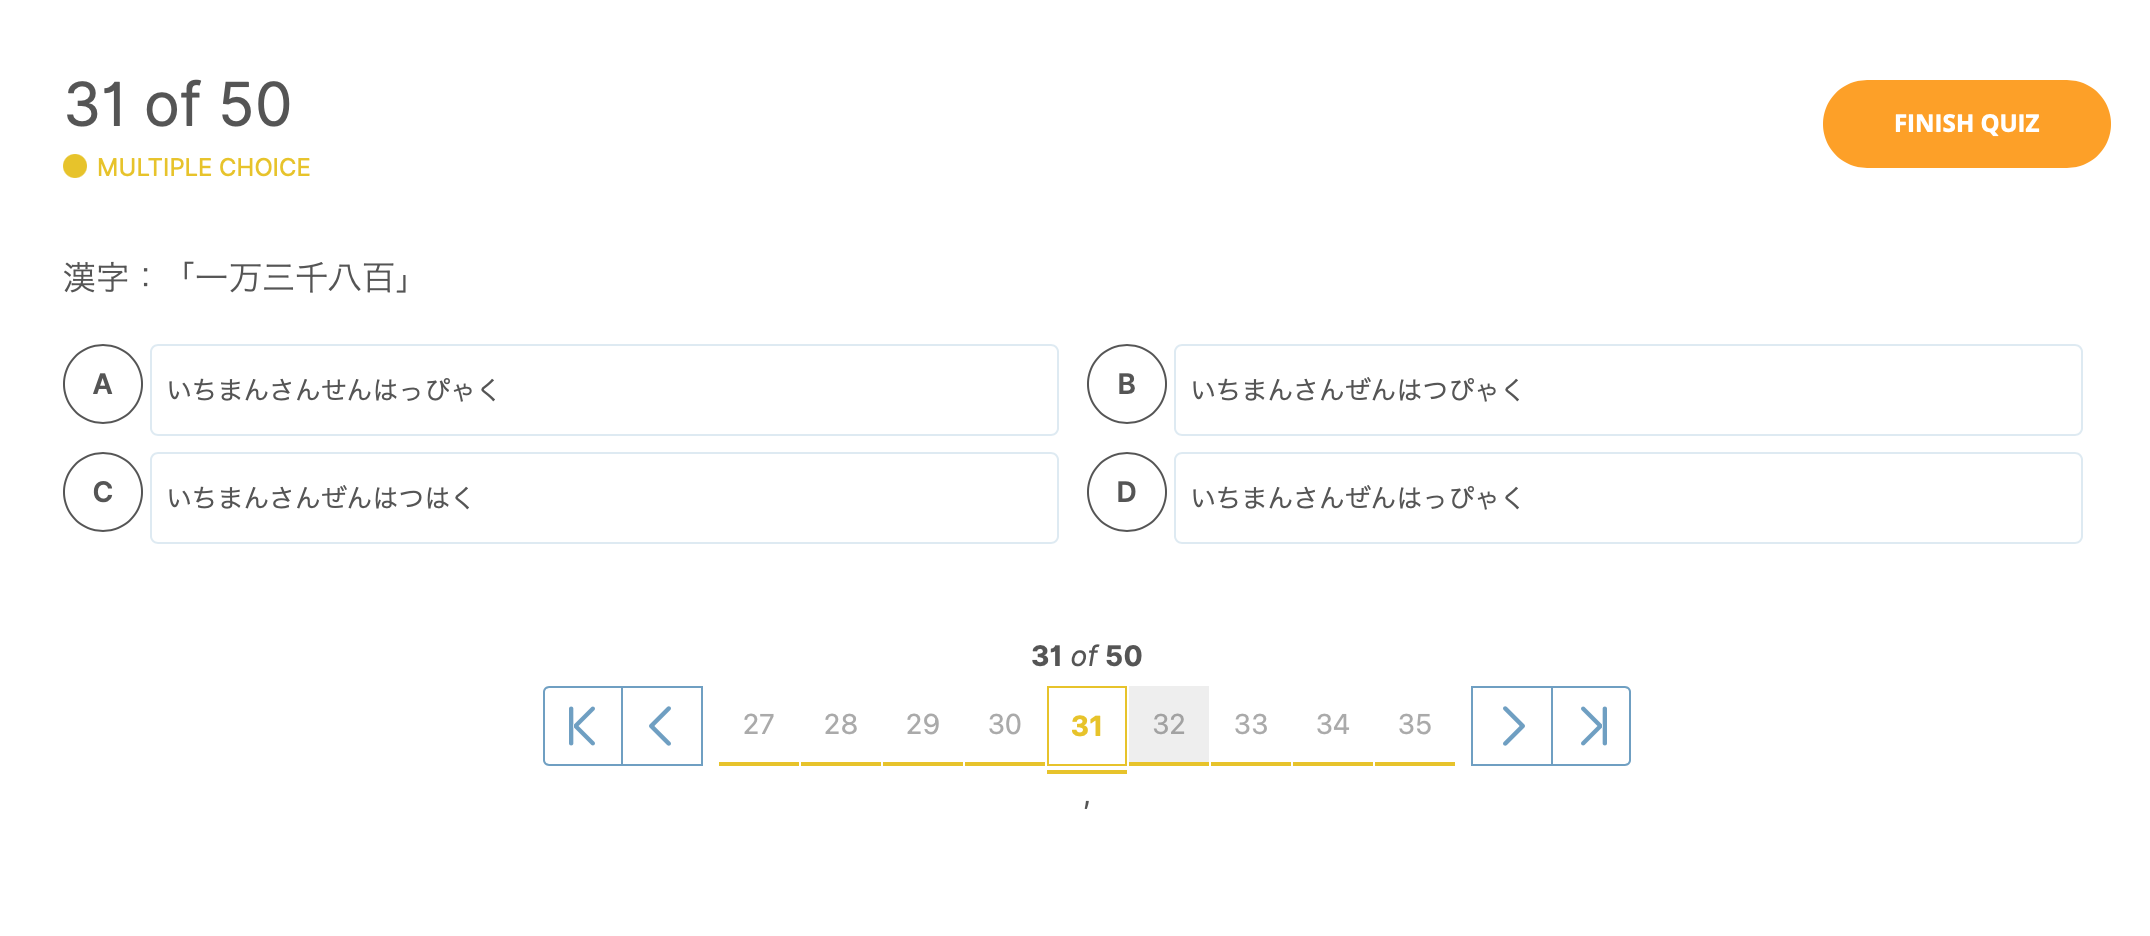 31 of 50
FINISH QUIZ
MULTIPLE CHOICE
漢字：「一万三千八百」
A いちまんさんせんはっぴゃく
B いちまんさんぜんはつぴゃく
C いちまんさんぜんはつはく
D いちまんさんぜんはっぴゃく
31 of 50
27 28 29 30 31 32 33 34 35
,